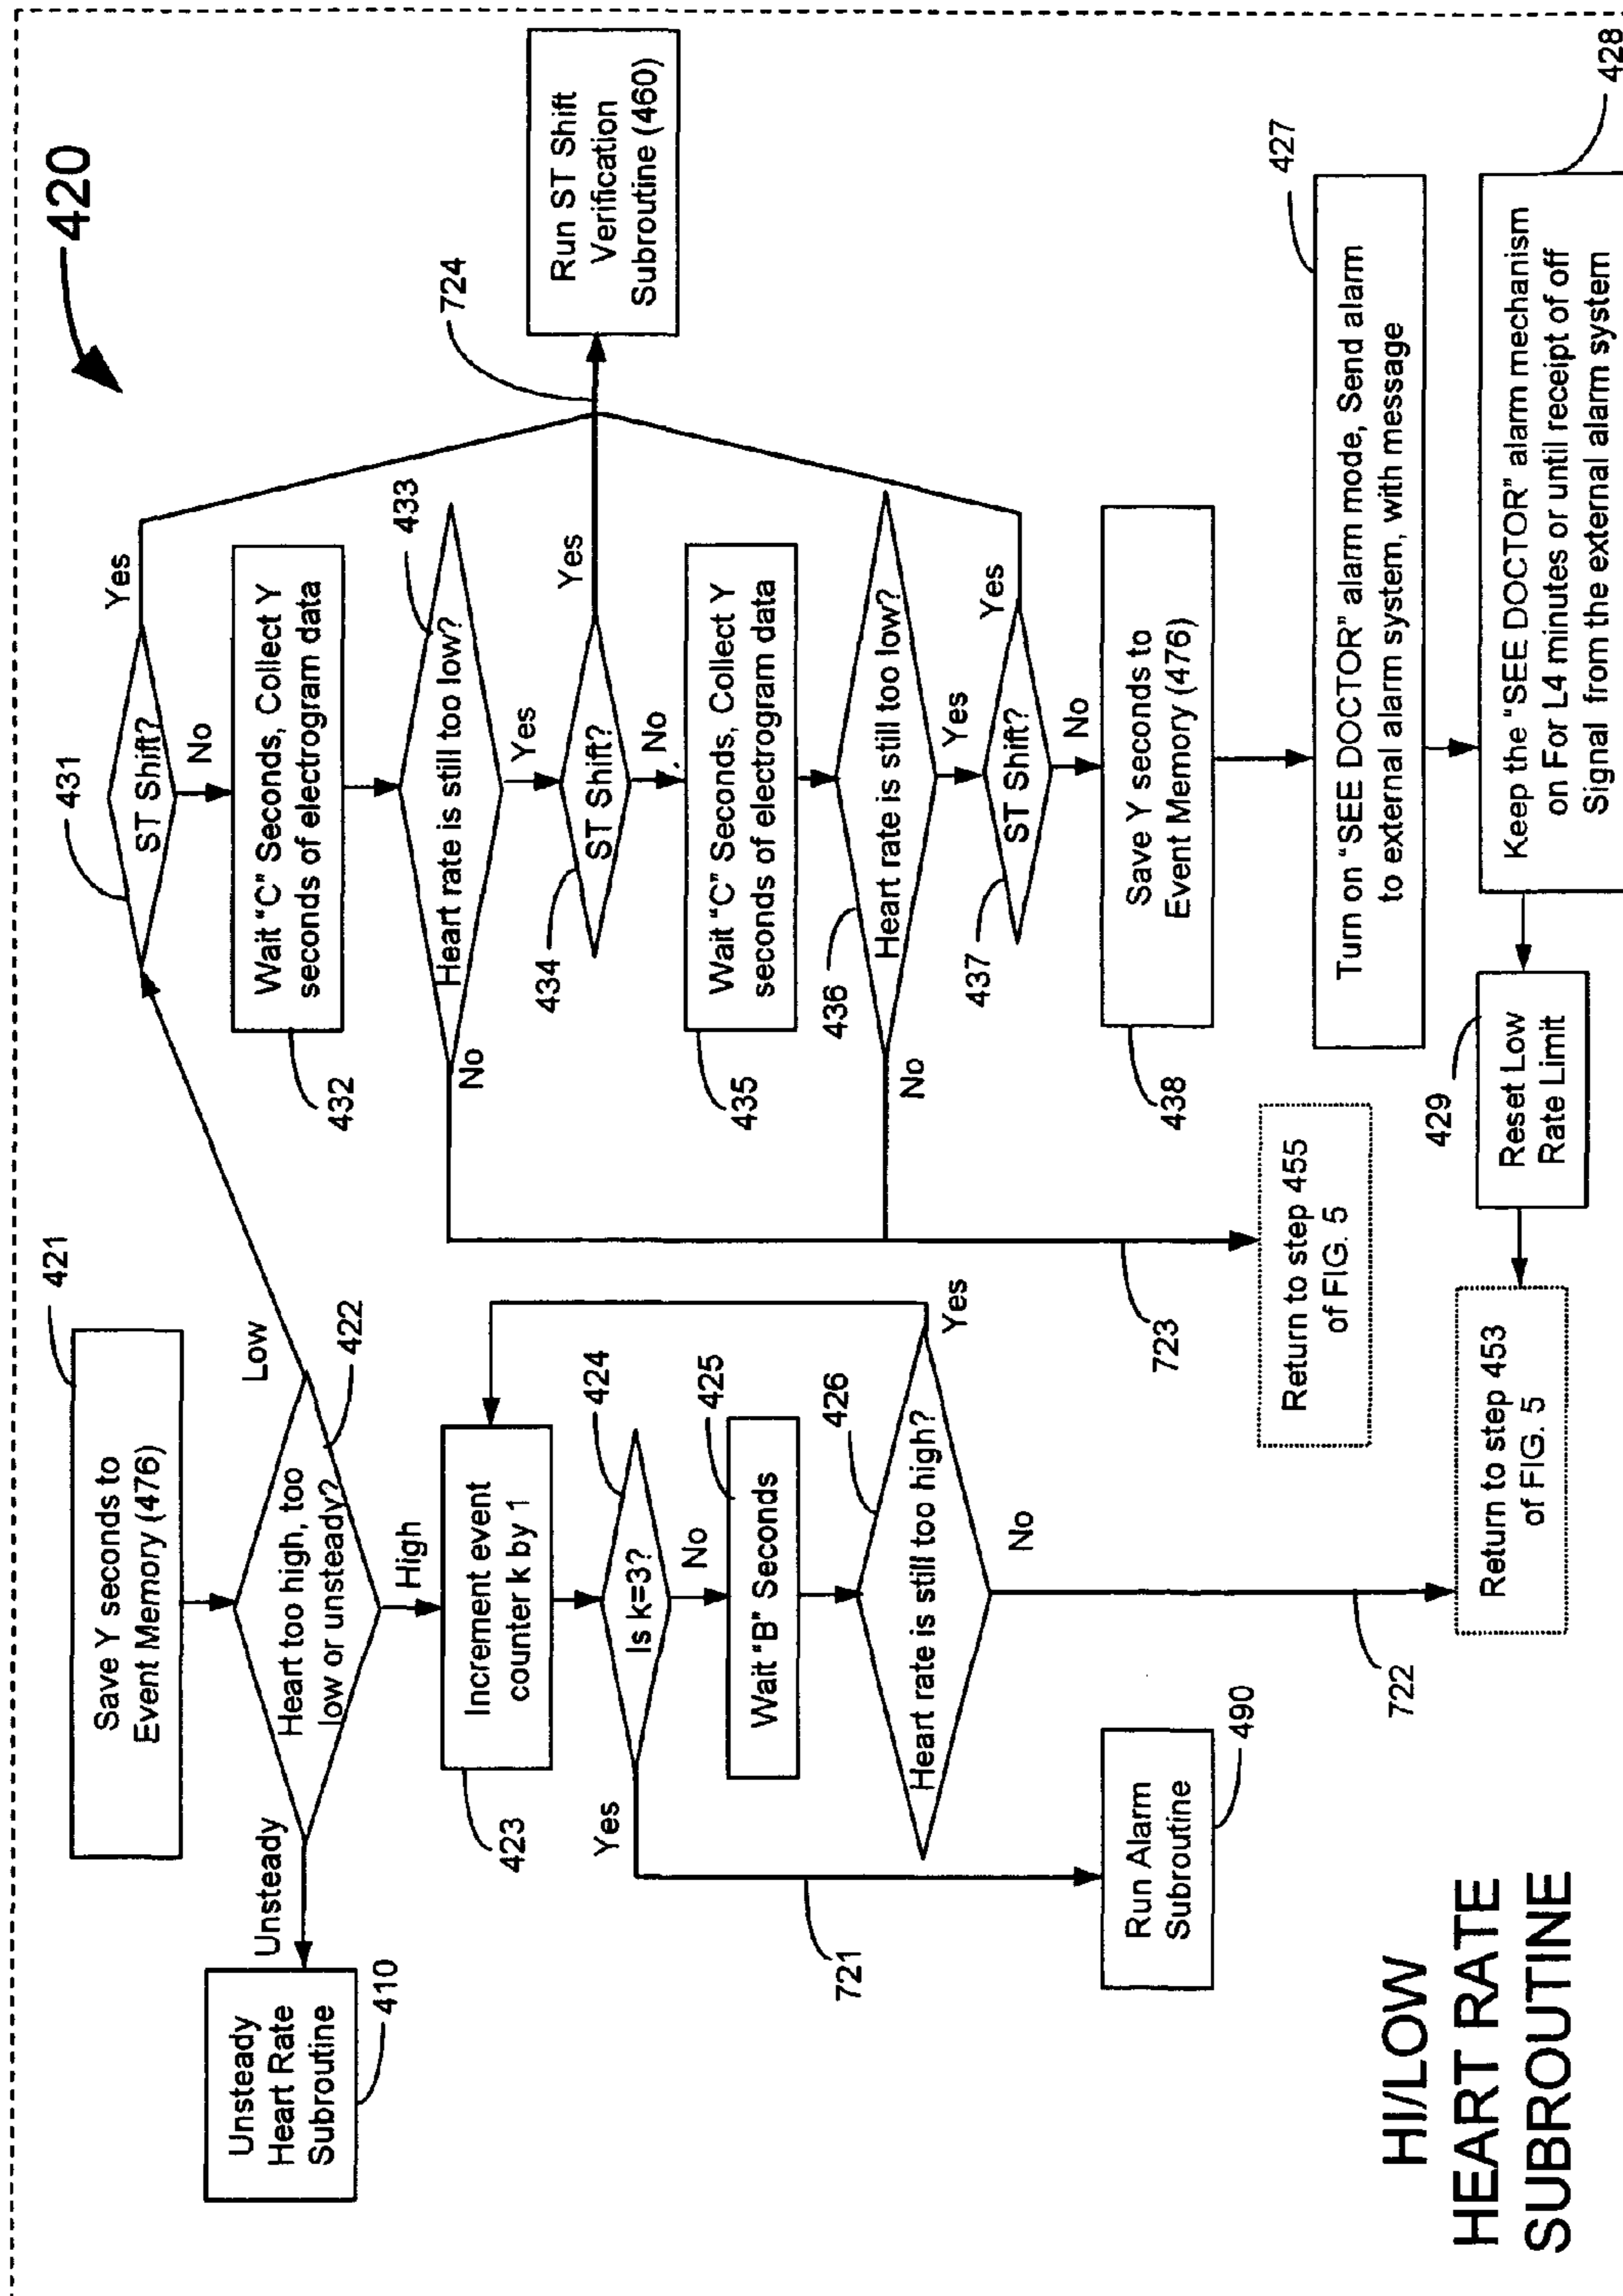 420
421
Save Y seconds to
Event Memory (476)
Unsteady
Heart Rate
Subroutine
410
Unsteady
Heart too high, too
low or unsteady?
422
Low
High
Increment event
counter k by 1
423
Is k=3?
424
Yes
No
Wait "B" Seconds
425
Heart rate is still too high?
426
Yes
No
721
Run Alarm
Subroutine
490
722
Return to step 453
of FIG. 5
431
ST Shift?
Yes
No
Wait "C" Seconds, Collect Y
seconds of electrogram data
432
Heart rate is still too low?
433
No
Yes
ST Shift?
434
Yes
No
724
Run ST Shift
Verification
Subroutine (460)
Wait "C" Seconds, Collect Y
seconds of electrogram data
435
Heart rate is still too low?
436
No
Yes
ST Shift?
437
Yes
No
723
Return to step 455
of FIG. 5
Save Y seconds to
Event Memory (476)
438
Turn on "SEE DOCTOR" alarm mode, Send alarm
to external alarm system, with message
427
Keep the "SEE DOCTOR" alarm mechanism
on For L4 minutes or until receipt of off
Signal from the external alarm system
428
Reset Low
Rate Limit
429
HI/LOW
HEART RATE
SUBROUTINE